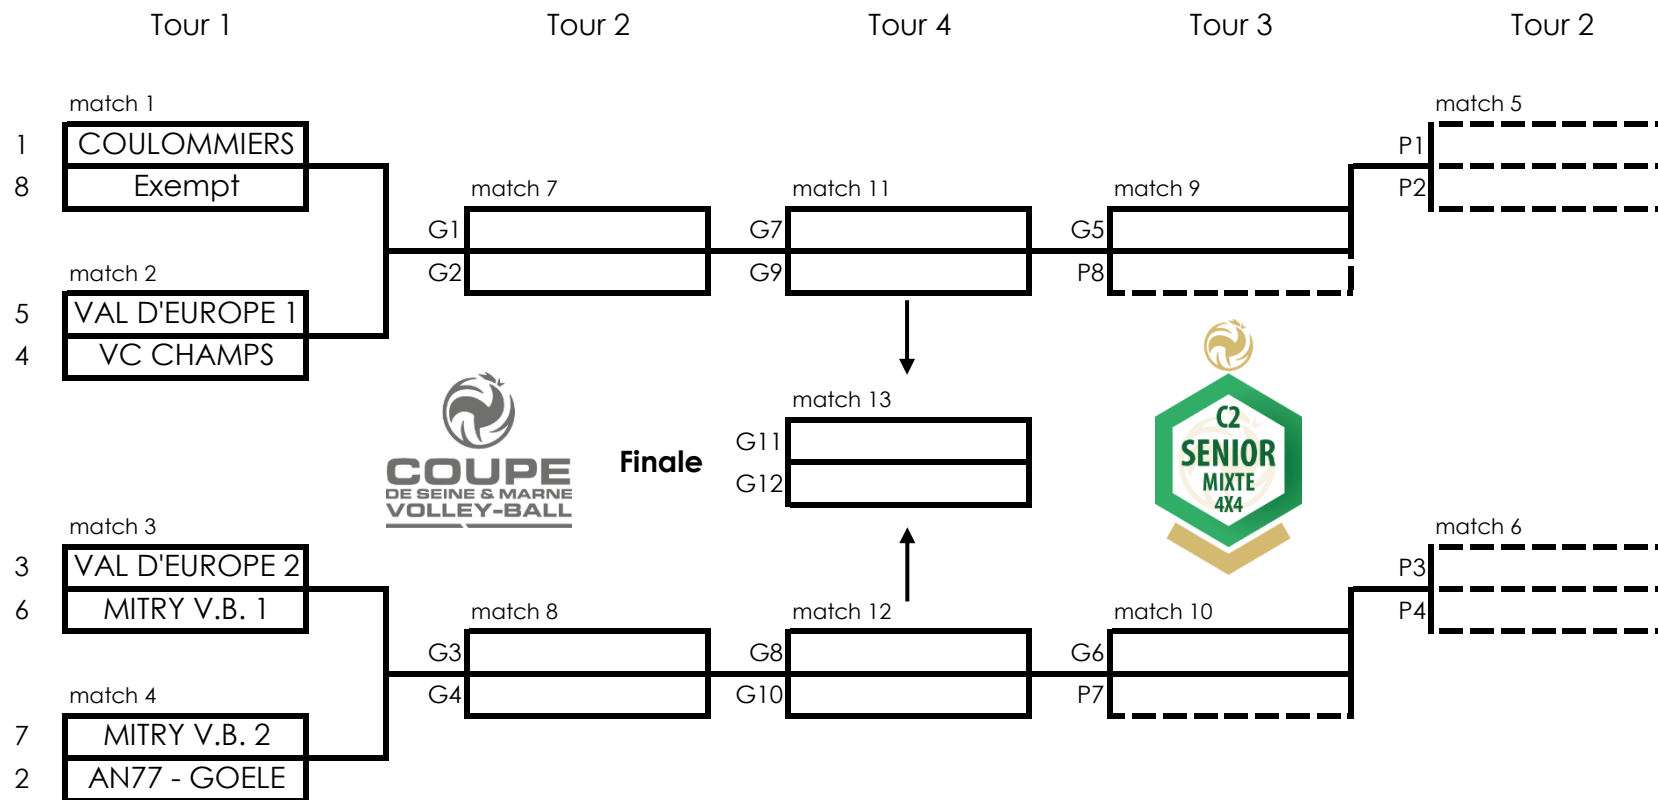 Tour 1 Tour 2 Tour 4 Tour 3 Tour 2
match 1 match 5
1 COULOMMIERS P1
8 Exempt match 7 match 11 match 9 P2
G1 G7 G5
match 2 G2 G9 P8
5 VAL D'EUROPE 1
4 VC CHAMPS
match 13
C2
G11
SENIOR
COUPE Finale
MIXTE
DE SEINE & MARNE G12
4X4
VOLLEY-BALL
match 3 match 6
3 VAL D'EUROPE 2 P3
6 MITRY V.B. 1 match 8 match 12 match 10 P4
G3 G8 G6
match 4 G4 G10 P7
7 MITRY V.B. 2
2 AN77 - GOELE